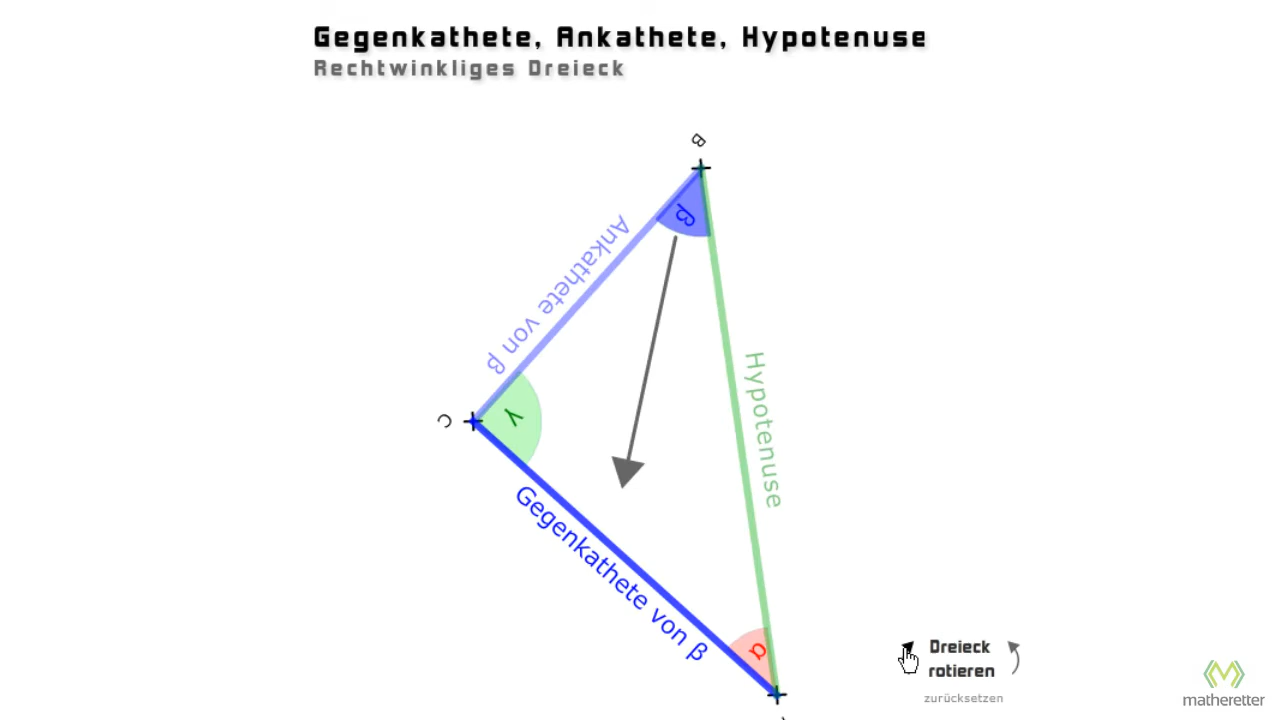 Gegenkathete, Ankathete, Hypotenuse
Rechtwinkliges Dreieck
B
β
Ankathete von β
Hypotenuse
C
γ
Gegenkathete von β
α
Dreieck
rotieren
zurücksetzen
matheretter